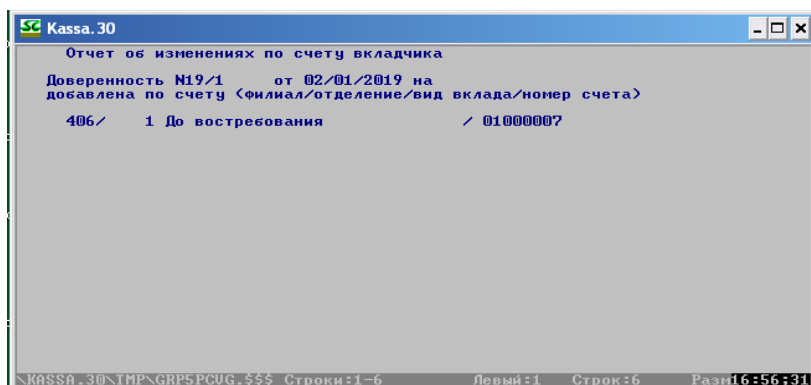 SC Kassa.30
Отчет об изменениях по счету вкладчика
Доверенность N19/1 от 02/01/2019 на
добавлена по счету (филиал/отделение/вид вклада/номер счета)
406/ 1 До востребования / 01000007
\KASSA.30\TMP\GRP5PCVG.$$$ Строки:1-6 Левый:1 Строк:6 Разм16:56:31